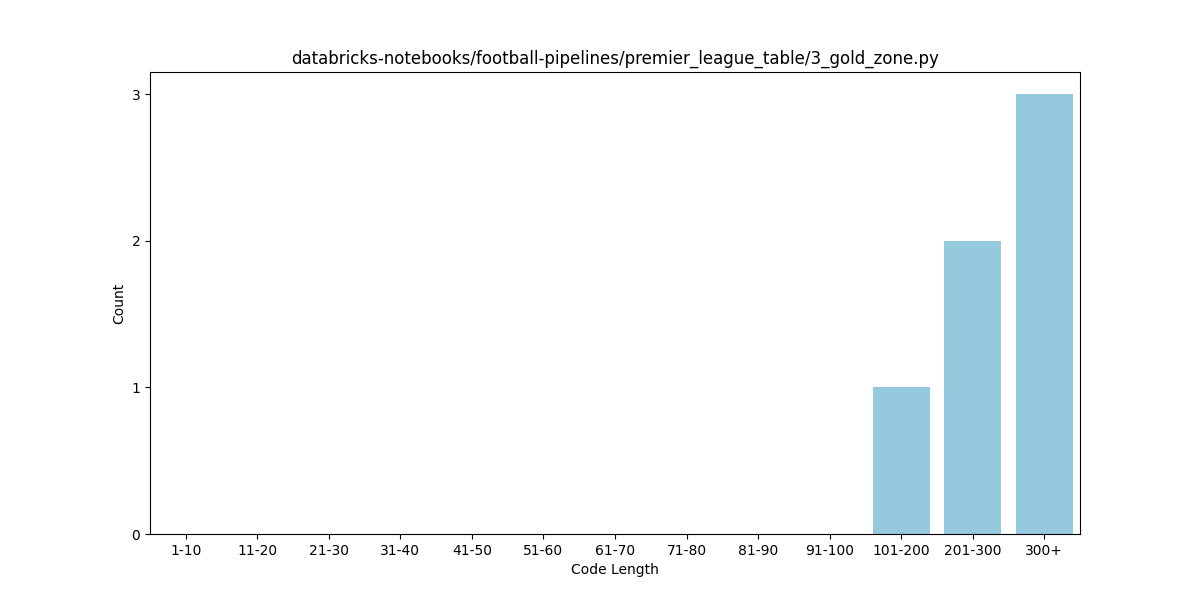 databricks-notebooks/football-pipelines/premier_league_table/3_gold_zone.py
3
2
1
0
Count
1-10 11-20 21-30 31-40 41-50 51-60 61-70 71-80 81-90 91-100 101-200 201-300 300+
Code Length